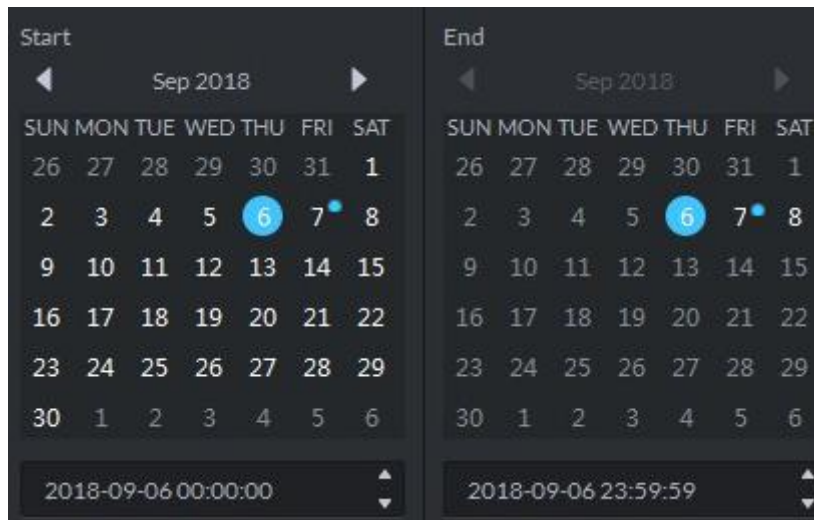 Start
Sep 2018
SUN MON TUE WED THU FRI SAT
26 27 28 29 30 31 1
2 3 4 5 6 7 8
9 10 11 12 13 14 15
16 17 18 19 20 21 22
23 24 25 26 27 28 29
30 1 2 3 4 5 6
2018-09-06 00:00:00
End
Sep 2018
SUN MON TUE WED THU FRI SAT
26 27 28 29 30 31 1
2 3 4 5 6 7 8
9 10 11 12 13 14 15
16 17 18 19 20 21 22
23 24 25 26 27 28 29
30 1 2 3 4 5 6
2018-09-06 23:59:59